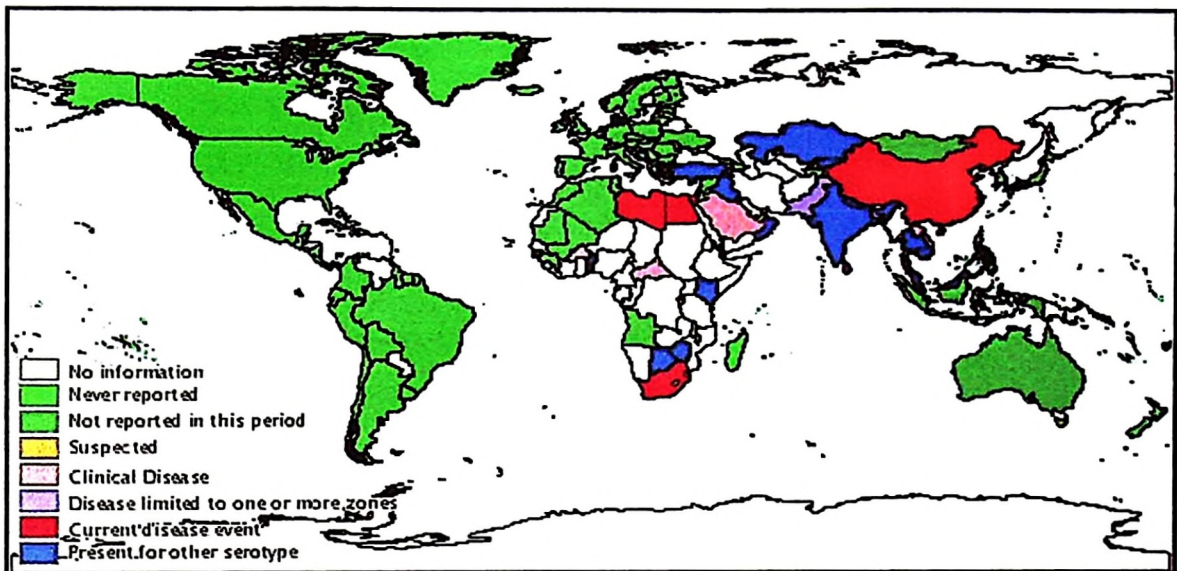 No information
Never reported
Not reported in this period
Suspected
Clinical Disease
Disease limited to one or more zones
Current disease event
Present for other serotype